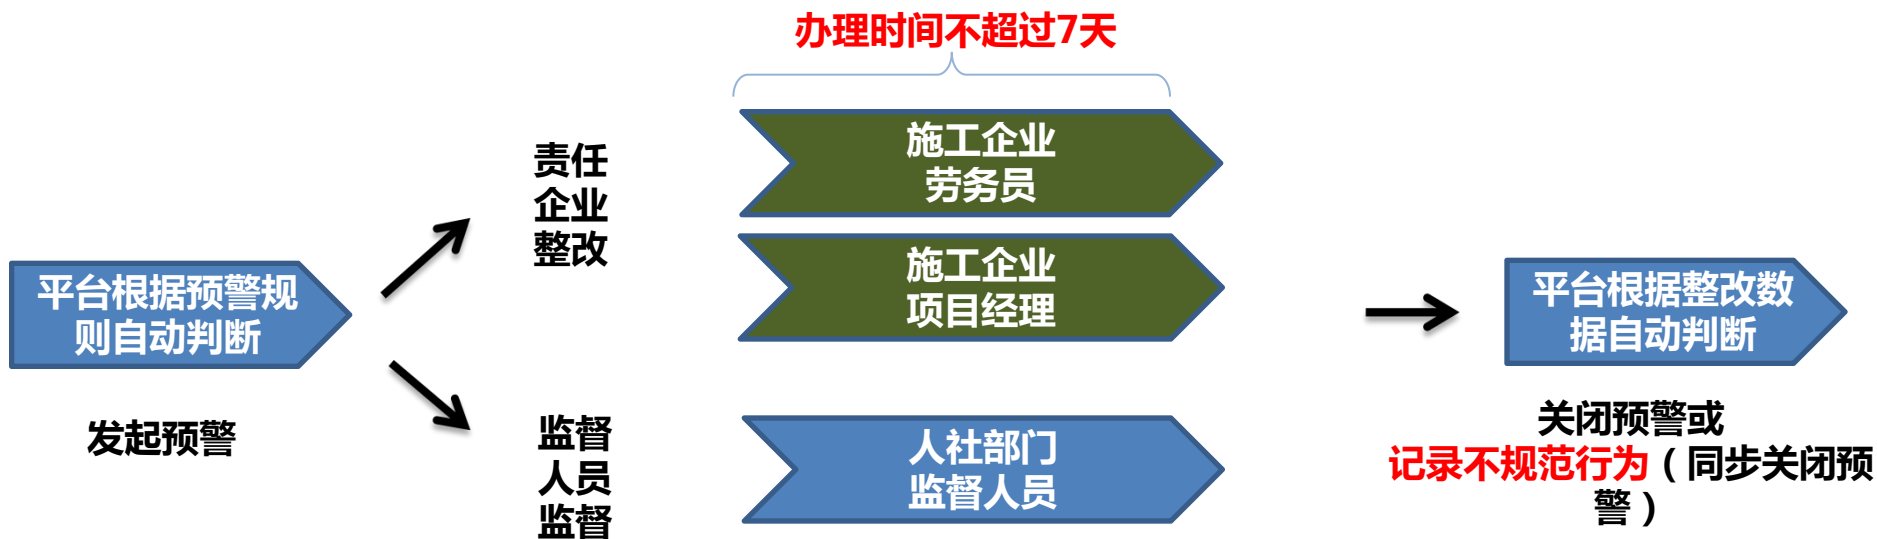 办理时间不超过7天
责任
企业
整改
施工企业
劳务员
施工企业
项目经理
平台根据预警规
则自动判断
发起预警
监督
人员
监督
人社部门
监督人员
平台根据整改数
据自动判断
关闭预警或
记录不规范行为（同步关闭预
警）